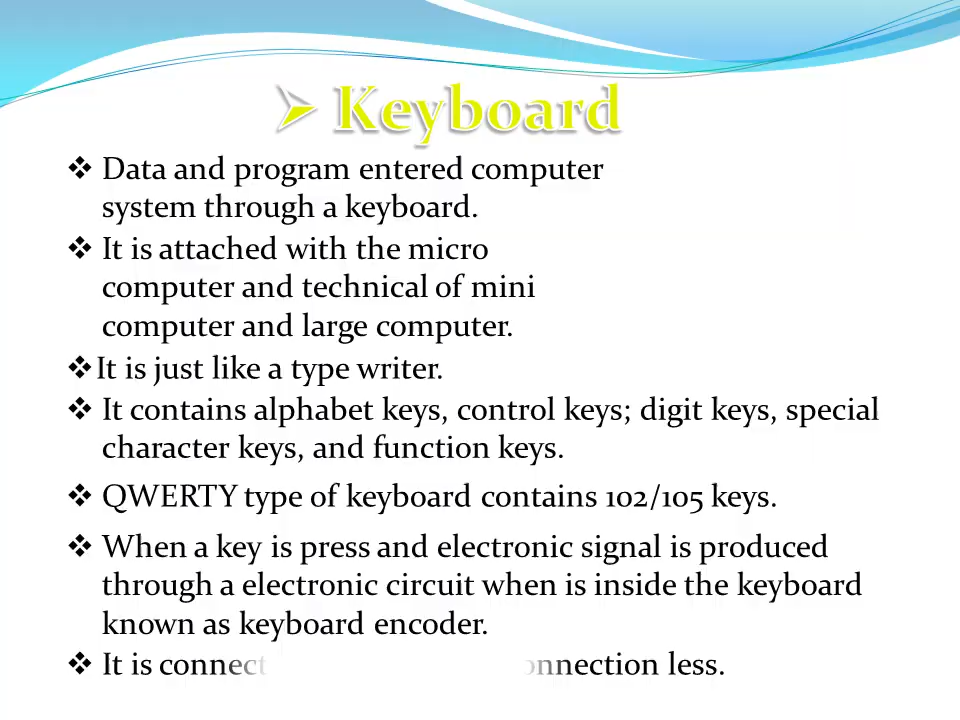 Keyboard
Data and program entered computer
system through a keyboard.
It is attached with the micro
computer and technical of mini
computer and large computer.
It is just like a type writer.
It contains alphabet keys, control keys; digit keys, special
character keys, and function keys.
QWERTY type of keyboard contains 102/105 keys.
When a key is press and electronic signal is produced
through a electronic circuit when is inside the keyboard
known as keyboard encoder.
It is less.